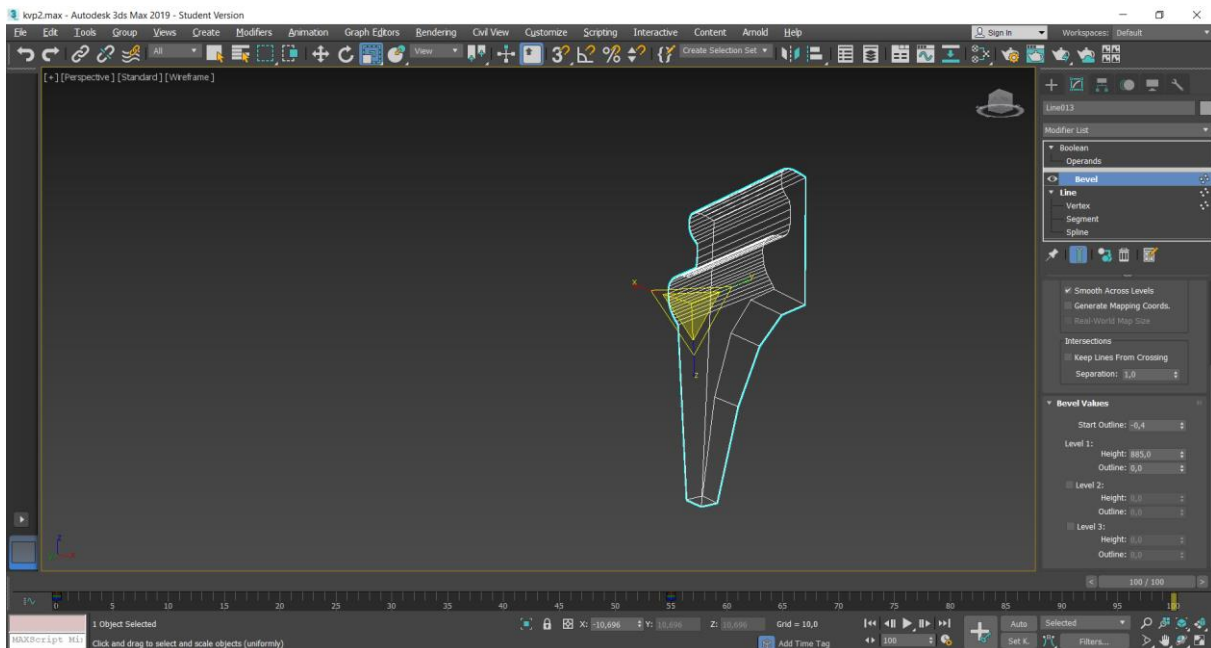 kvp2.max - Autodesk 3ds Max 2019 - Student Version
File Edit Tools Group Views Create Modifiers Animation Graph Editors Rendering Civil View Customize Scripting Interactive Content Arnold Help Sign In Workspaces: Default
All View Create Selection Set
[+] [Perspective ] [Standard ] [Wireframe ]
Line013
Modifier List
Boolean
Operands
Bevel
Line
Vertex
Segment
Spline
Smooth Across Levels
Generate Mapping Coords.
Real-World Map Size
Intersections
Keep Lines From Crossing
Separation: 1,0
Bevel Values
Start Outline: -0,4
Level 1:
Height: 885,0
Outline: 0,0
Level 2:
Height: 0,0
Outline: 0,0
Level 3:
Height: 0,0
Outline: 0,0
x
z
z
< 100 / 100 >
0 5 10 15 20 25 30 35 40 45 50 55 60 65 70 75 80 85 90 95
1 Object Selected X: -10,696 Y: 10,696 Z: 10,696 Grid = 10,0 Auto Selected
MAXScript Mi: Click and drag to select and scale objects (uniformly) Add Time Tag 100 Set K. Filters...